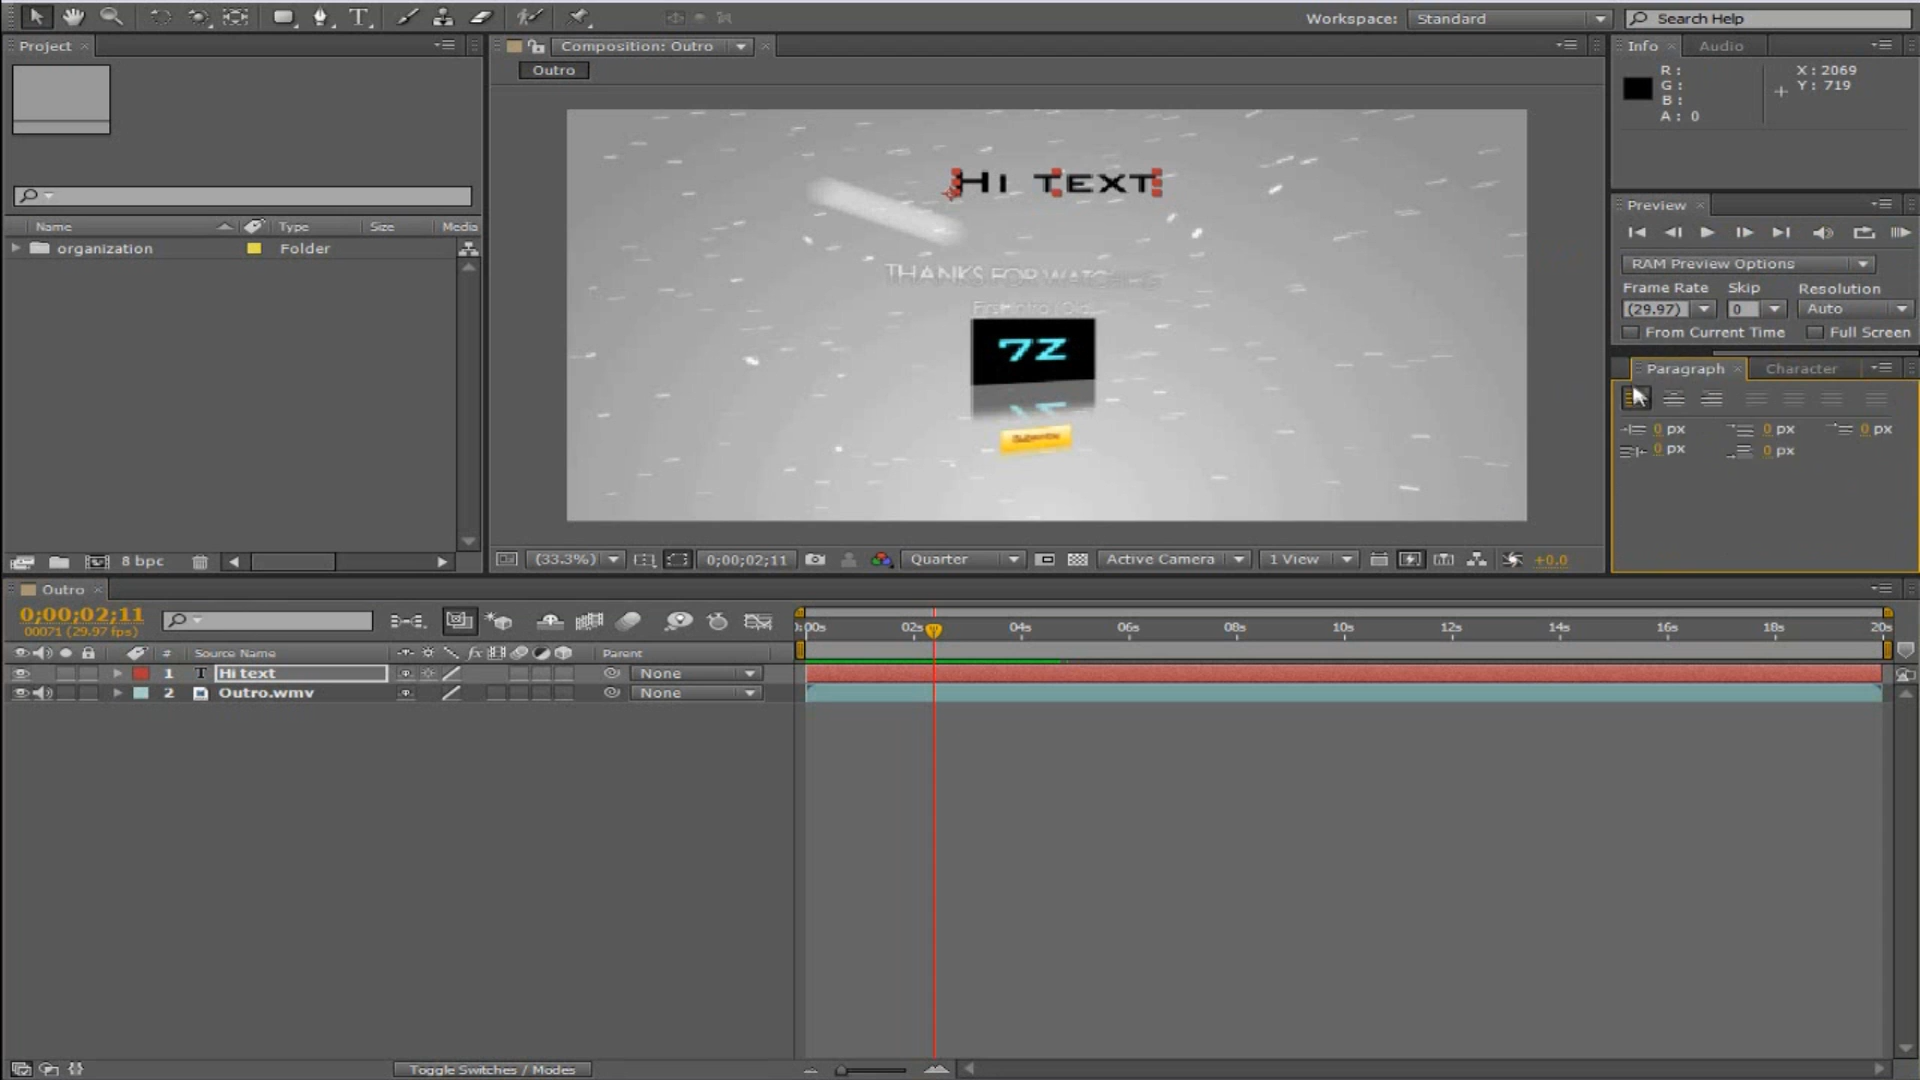 Workspace: Standard Search Help
Project
Composition: Outro
Info Audio
Outro
R:
G:
B:
A: 0
X: 2069
Y: 719
HI TEXT
THANKS FOR WATCHING
7Z
Subscribe
Name Type Size Media
organization Folder
Preview
RAM Preview Options
Frame Rate Skip Resolution
(29.97) 0 Auto
From Current Time Full Screen
Paragraph Character
0 px 0 px 0 px
0 px 0 px
8 bpc
(33.3%) 0;00;02;11 Quarter Active Camera 1 View +0.0
Outro
0;00;02;11
00071 (29.97 fps)
00s 02s 04s 06s 08s 10s 12s 14s 16s 18s 20s
# Source Name fx Parent
1 T Hi text None
2 Outro.wmv None
Toggle Switches / Modes